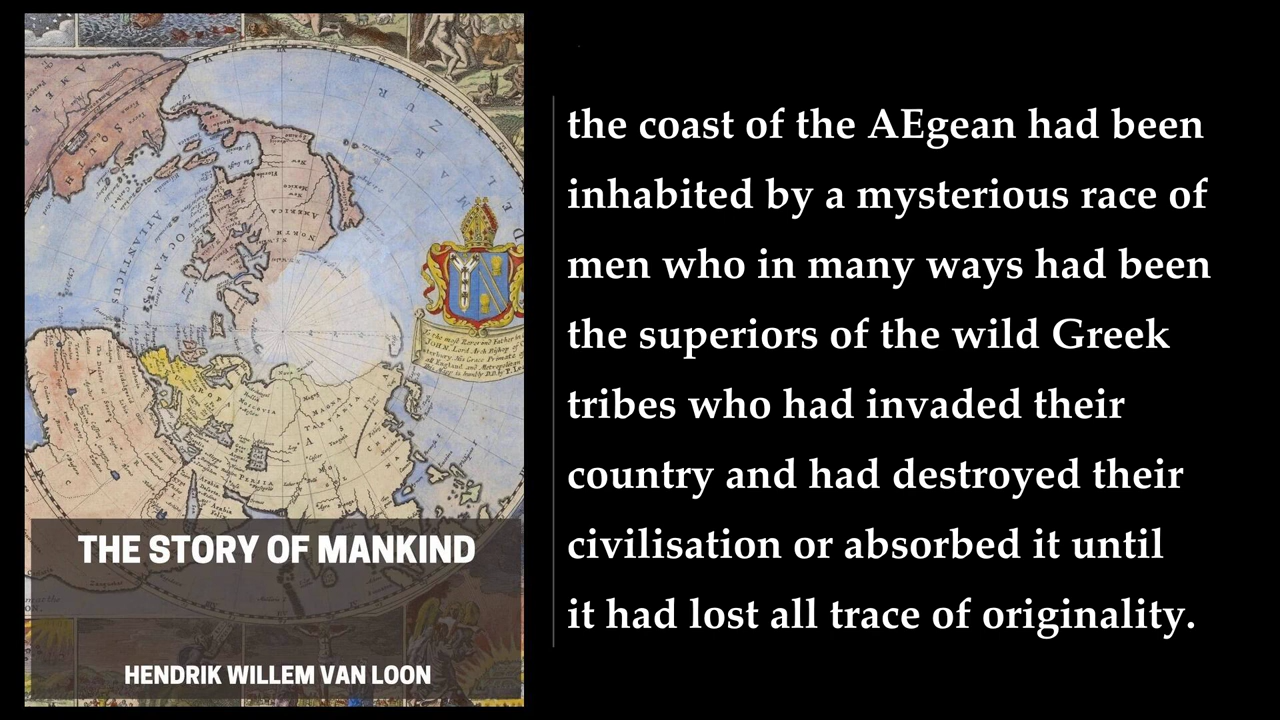 THE STORY OF MANKIND
HENDRIK WILLEM VAN LOON
the coast of the AEgean had been
inhabited by a mysterious race of
men who in many ways had been
the superiors of the wild Greek
tribes who had invaded their
country and had destroyed their
civilisation or absorbed it until
it had lost all trace of originality.